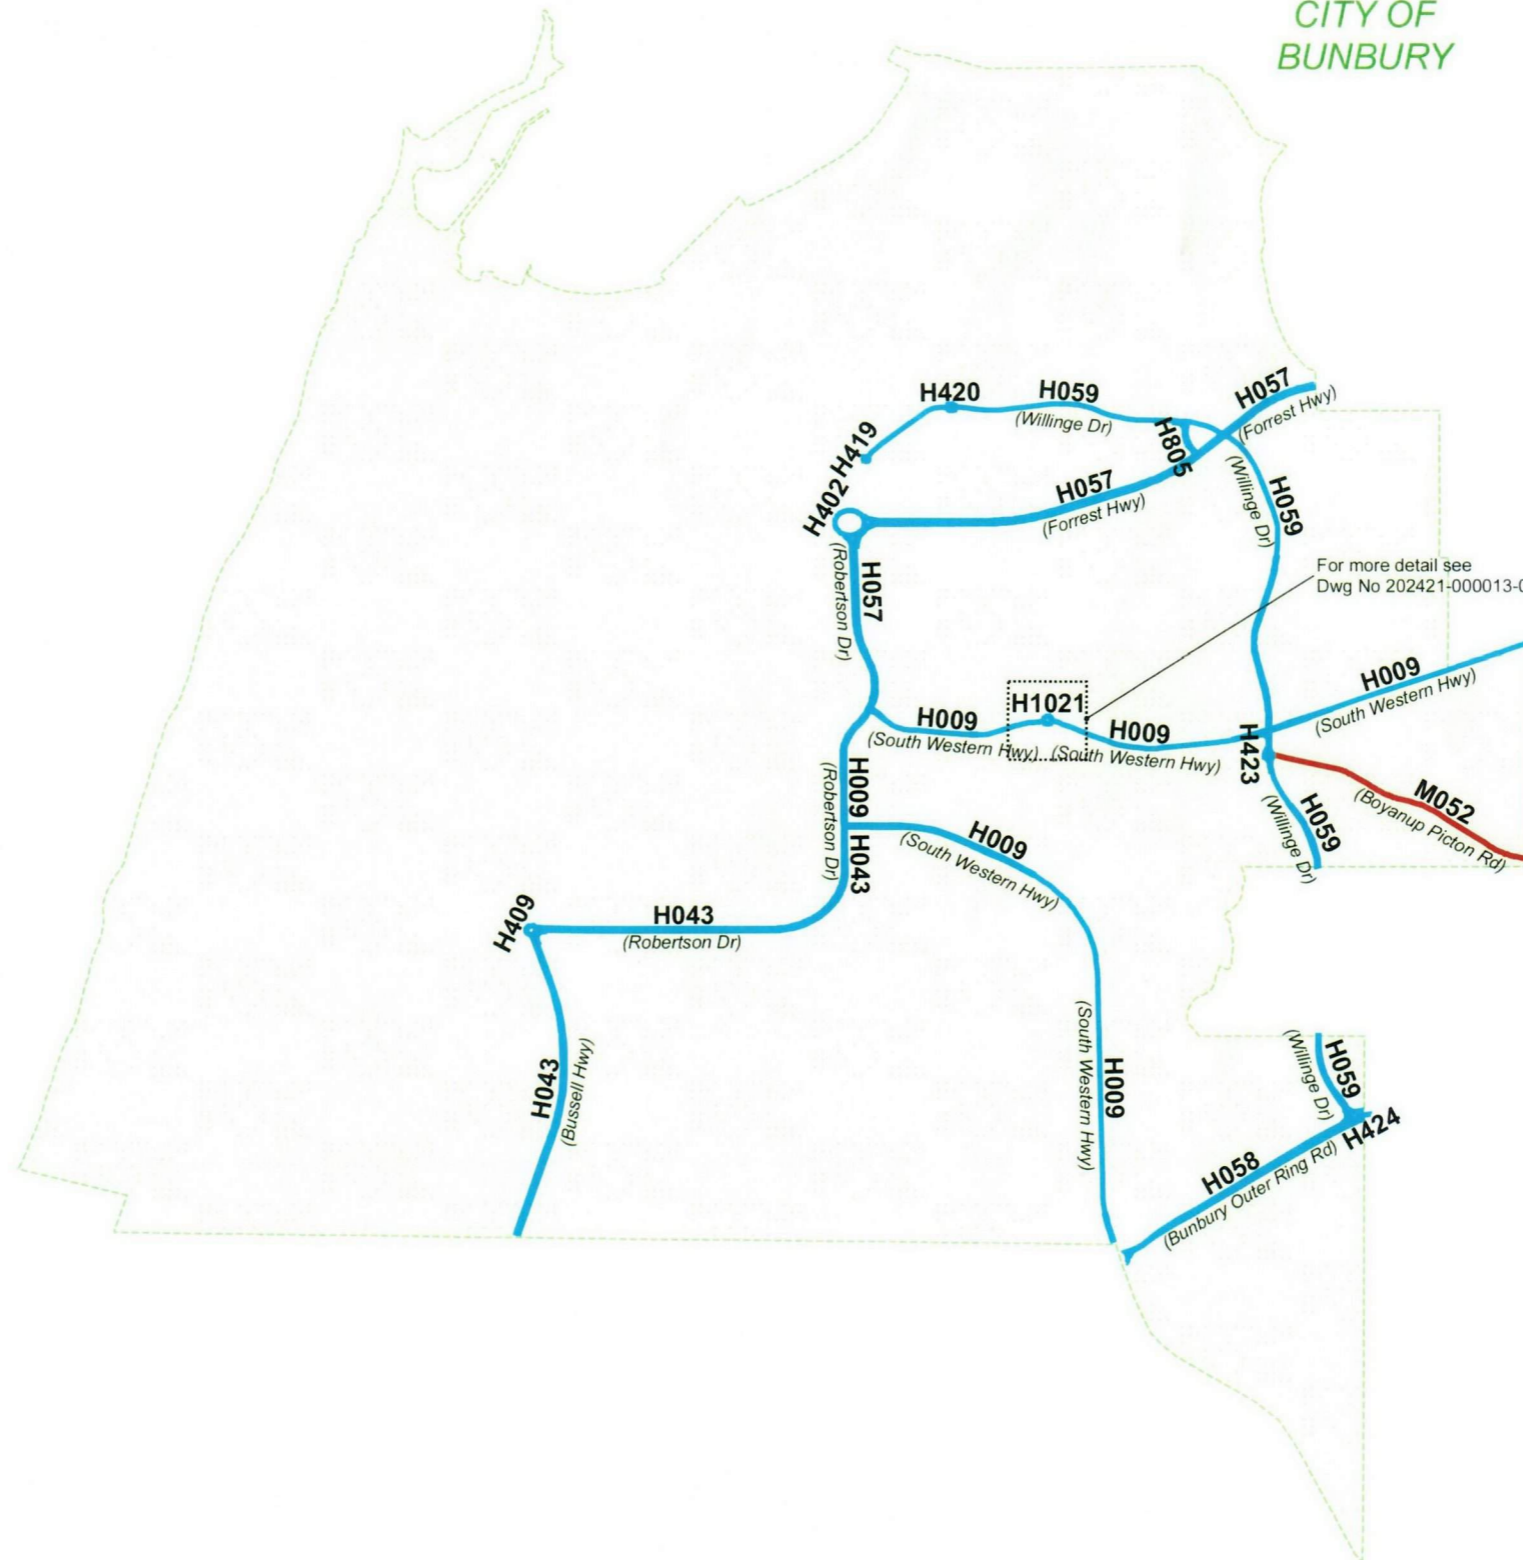 CITY OF
BUNBURY
H057
(Forrest Hwy)
H420
H059
(Willinge Dr)
H419
H805
H402
H057
(Forrest Hwy)
H059
(Willinge Dr)
For more detail see
Dwg No 202421-000013-0
H057
(Robertson Dr)
H009
(South Western Hwy)
H1021
H009
(South Western Hwy)
H009
(South Western Hwy)
H423
M052
(Boyanup Picton Rd)
H059
(Willinge Dr)
H009
(Robertson Dr)
H043
H009
(South Western Hwy)
H409
H043
(Robertson Dr)
H043
(Bussell Hwy)
H009
(South Western Hwy)
H059
(Willinge Dr)
H424
H058
(Bunbury Outer Ring Rd)